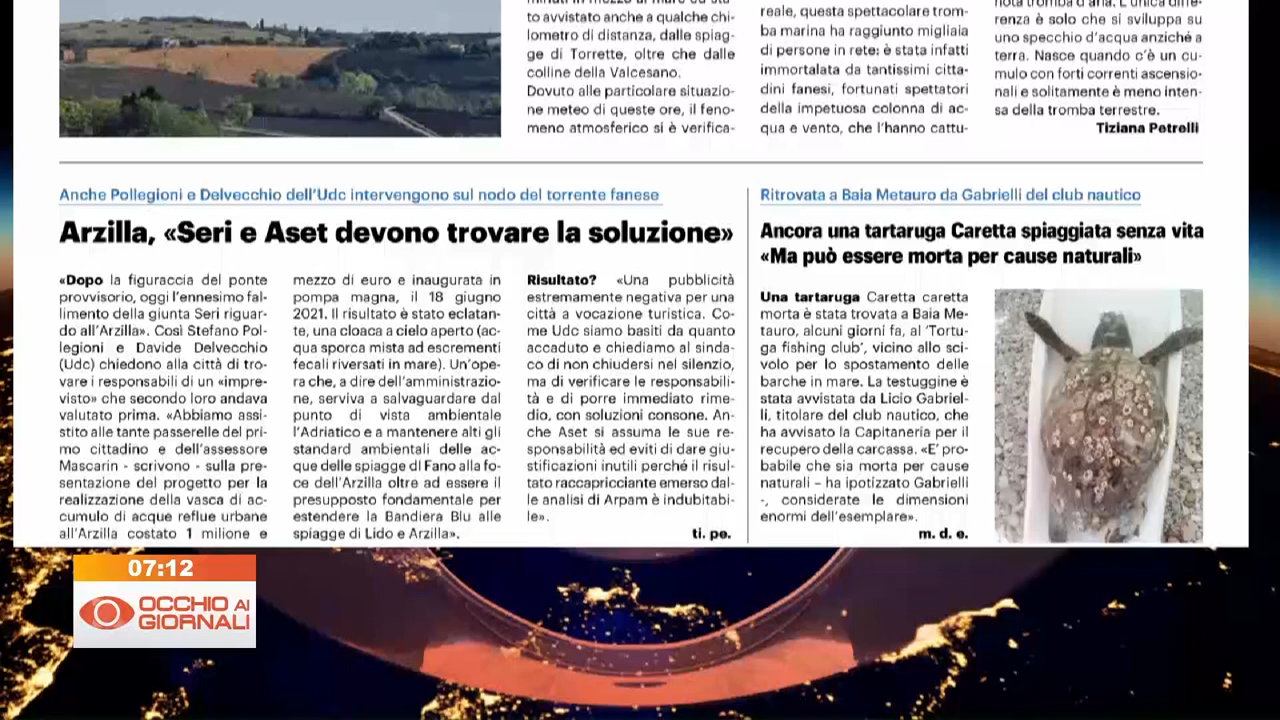 to avvistato anche a qualche chi-
lometro di distanza, dalle spiag-
ge di Torrette, oltre che dalle
colline della Valcesano.
Dovuto alle particolare situazio-
ne meteo di queste ore, il feno-
meno atmosferico si è verifica-
reale, questa spettacolare trom-
ba marina ha raggiunto migliaia
di persone in rete: è stata infatti
immortalata da tantissimi citta-
dini fanesi, fortunati spettatori
della impetuosa colonna di ac-
qua e vento, che l'hanno cattu-
nota tromba d'aria. L'unica diffe-
renza è solo che si sviluppa su
uno specchio d'acqua anziché a
terra. Nasce quando c'è un cu-
mulo con forti correnti ascensio-
nali e solitamente è meno inten-
sa della tromba terrestre.
Tiziana Petrelli
Anche Pollegioni e Delvecchio dell'Udc intervengono sul nodo del torrente fanese
Arzilla, «Seri e Aset devono trovare la soluzione»
«Dopo la figuraccia del ponte
provvisorio, oggi l'ennesimo fal-
limento della giunta Seri riguar-
do all'Arzilla». Così Stefano Pol-
legioni e Davide Delvecchio
(Udc) chiedono alla città di tro-
vare i responsabili di un «impre-
visto» che secondo loro andava
valutato prima. «Abbiamo assi-
stito alle tante passerelle del pri-
mo cittadino e dell'assessore
Mascarin - scrivono - sulla pre-
sentazione del progetto per la
realizzazione della vasca di ac-
cumulo di acque reflue urbane
all'Arzilla costato 1 milione e
mezzo di euro e inaugurata in
pompa magna, il 18 giugno
2021. Il risultato è stato eclatan-
te, una cloaca a cielo aperto (ac-
qua sporca mista ad escrementi
fecali riversati in mare). Un'ope-
ra che, a dire dell'amministrazio-
ne, serviva a salvaguardare dal
punto di vista ambientale
l'Adriatico e a mantenere alti gli
standard ambientali delle ac-
que delle spiagge di Fano alla fo-
ce dell'Arzilla oltre ad essere il
presupposto fondamentale per
estendere la Bandiera Blu alle
spiagge di Lido e Arzilla».
Risultato? «Una pubblicità
estremamente negativa per una
città a vocazione turistica. Co-
me Udc siamo basiti da quanto
accaduto e chiediamo al sinda-
co di non chiudersi nel silenzio,
ma di verificare le responsabili-
tà e di porre immediato rime-
dio, con soluzioni consone. An-
che Aset si assuma le sue re-
sponsabilità ed eviti di dare giu-
stificazioni inutili perché il risul-
tato raccapricciante emerso dal-
le analisi di Arpam è indubitabi-
le».
ti. pe.
Ritrovata a Baia Metauro da Gabrielli del club nautico
Ancora una tartaruga Caretta spiaggiata senza vita
«Ma può essere morta per cause naturali»
Una tartaruga Caretta caretta
morta è stata trovata a Baia Me-
tauro, alcuni giorni fa, al 'Tortu-
ga fishing club', vicino allo sci-
volo per lo spostamento delle
barche in mare. La testuggine è
stata avvistata da Licio Gabriel-
li, titolare del club nautico, che
ha avvisato la Capitaneria per il
recupero della carcassa. «E' pro-
babile che sia morta per cause
naturali – ha ipotizzato Gabrielli
-, considerate le dimensioni
enormi dell'esemplare».
m. d. e.
07:12
OCCHIO AI
GIORNALI